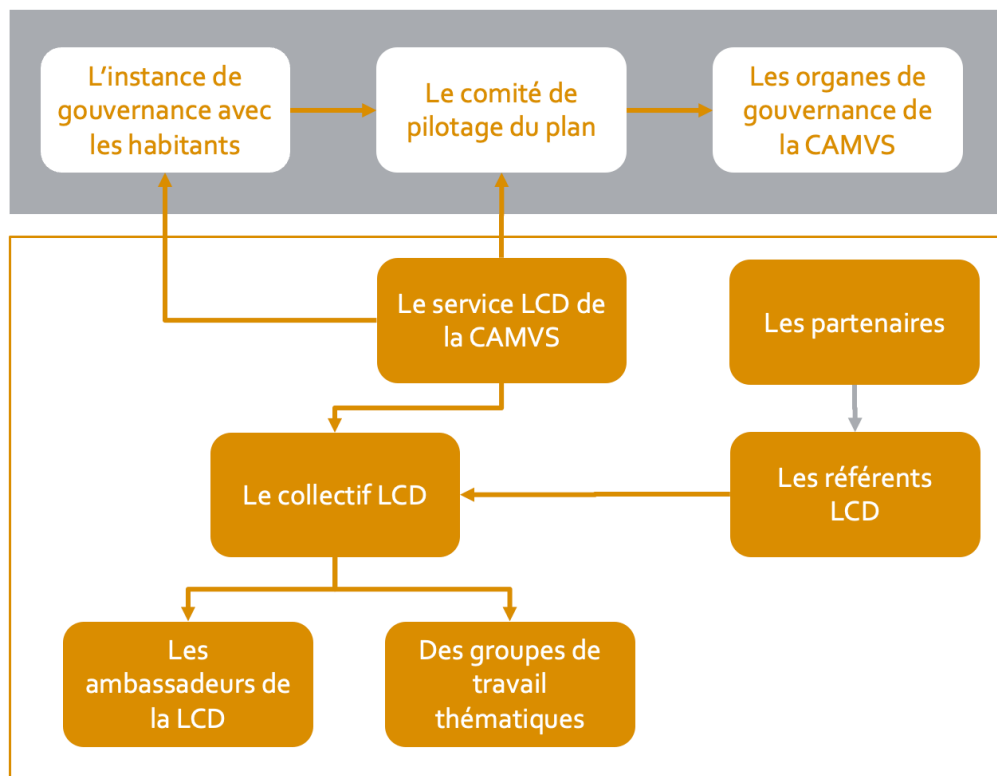 L’instance de
gouvernance avec
les habitants
Le comité de
pilotage du plan
Les organes de
gouvernance de
la CAMVS
Le service LCD de
la CAMVS
Les partenaires
Le collectif LCD
Les référents
LCD
Les
ambassadeurs de
la LCD
Des groupes de
travail
thématiques